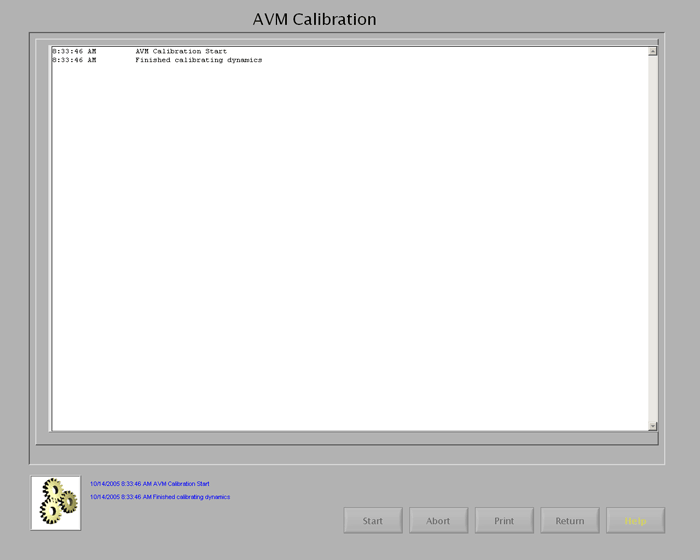 AVM Calibration
8:33:46 AM AVM Calibration Start
8:33:46 AM Finished calibrating dynamics
10/14/2005 8:33:46 AM AVM Calibration Start
10/14/2005 8:33:46 AM Finished calibrating dynamics
Start Abort Print Return Help